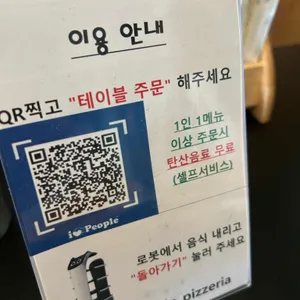 이용 안내
QR찍고 "테이블 주문" 해주세요
1인 1메뉴
이상 주문시
탄산음료 무료
(셀프서비스)
i People
로봇에서 음식 내리고
"돌아가기" 눌러 주세요
pizzeria